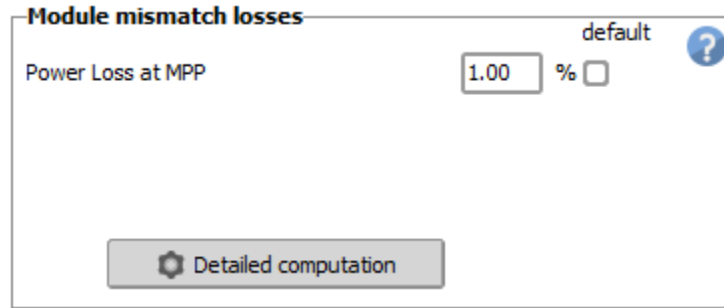 Module mismatch losses
default
Power Loss at MPP 1.00 %
?
Detailed computation